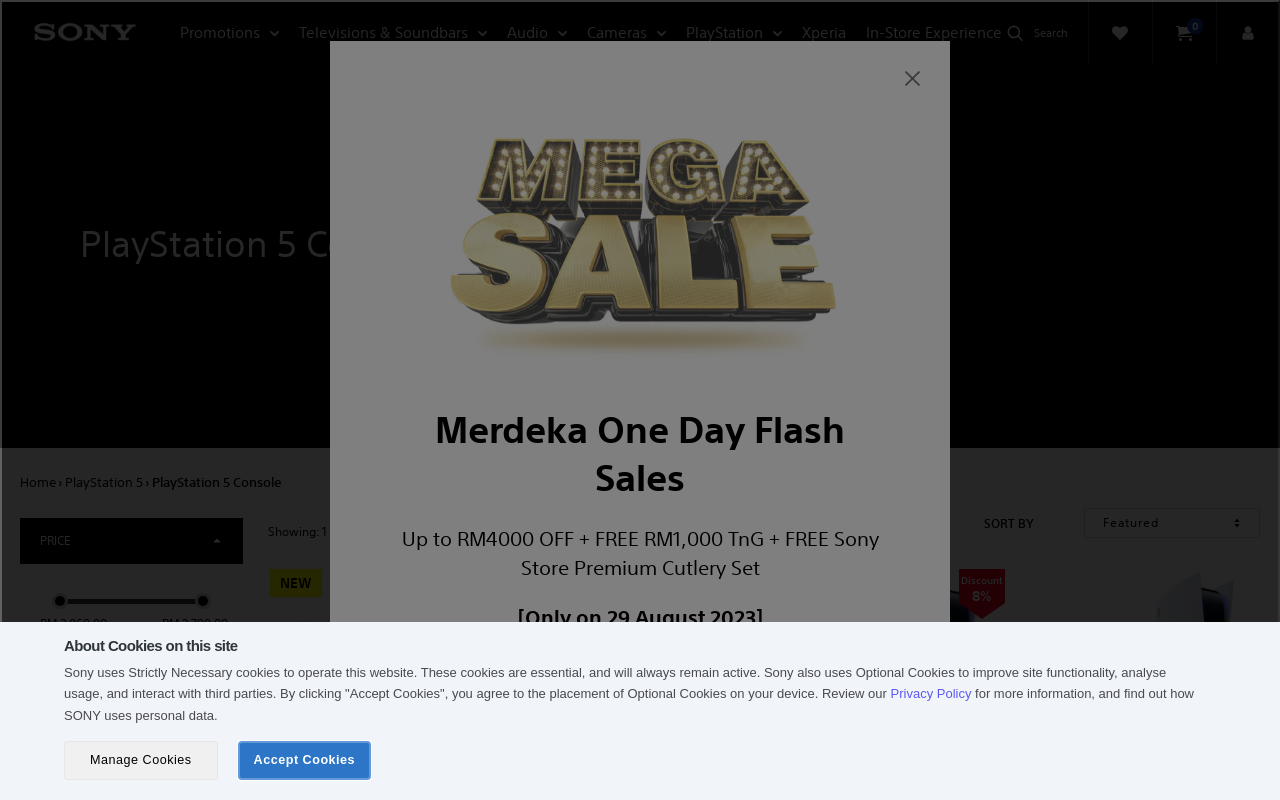 SONY
Promotions
Televisions & Soundbars
Audio
Cameras
PlayStation
Xperia
In-Store Experience
Search
0
MEGA
SALE
PlayStation 5 Co
Merdeka One Day Flash
Sales
Home › PlayStation 5 › PlayStation 5 Console
PRICE
Showing: 1
SORT BY
Featured
Up to RM4000 OFF + FREE RM1,000 TnG + FREE Sony
Store Premium Cutlery Set
NEW
Discount
8%
[Only on 29 August 2023]
About Cookies on this site
Sony uses Strictly Necessary cookies to operate this website. These cookies are essential, and will always remain active. Sony also uses Optional Cookies to improve site functionality, analyse
usage, and interact with third parties. By clicking "Accept Cookies", you agree to the placement of Optional Cookies on your device. Review our Privacy Policy for more information, and find out how
SONY uses personal data.
Manage Cookies
Accept Cookies